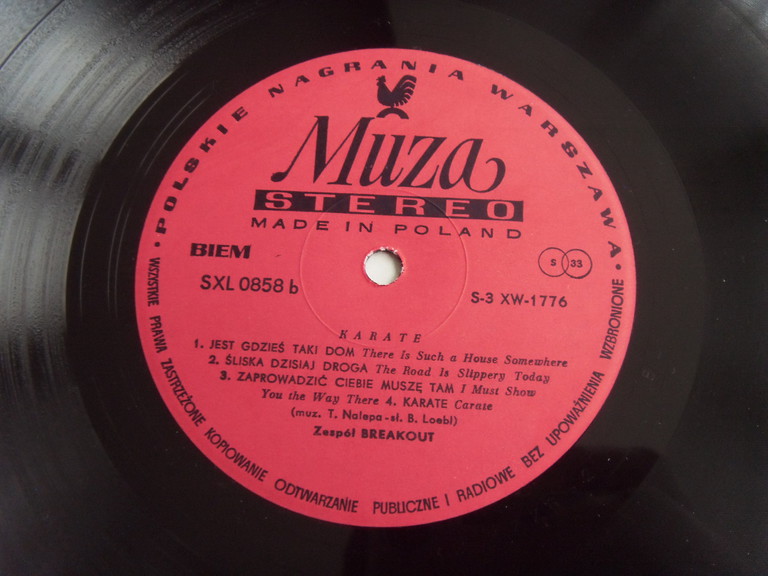 • POLSKIE NAGRANIA WARSZAWA •
Muza
STEREO
MADE IN POLAND
BIEM
S 33
SXL 0858 b
S-3 XW-1776
KARATE
1. JEST GDZIEŚ TAKI DOM There Is Such a House Somewhere
2. ŚLISKA DZISIAJ DROGA The Road Is Slippery Today
3. ZAPROWADZIĆ CIEBIE MUSZĘ TAM I Must Show
You the Way There 4. KARATE Carate
(muz. T. Nalepa-sł. B. Loebl)
Zespół BREAKOUT
WSZYSTKIE PRAWA ZASTRZEŻONE KOPIOWANIE ODTWARZANIE PUBLICZNE I RADIOWE BEZ UPOWAŻNIENIA WZBRONIONE